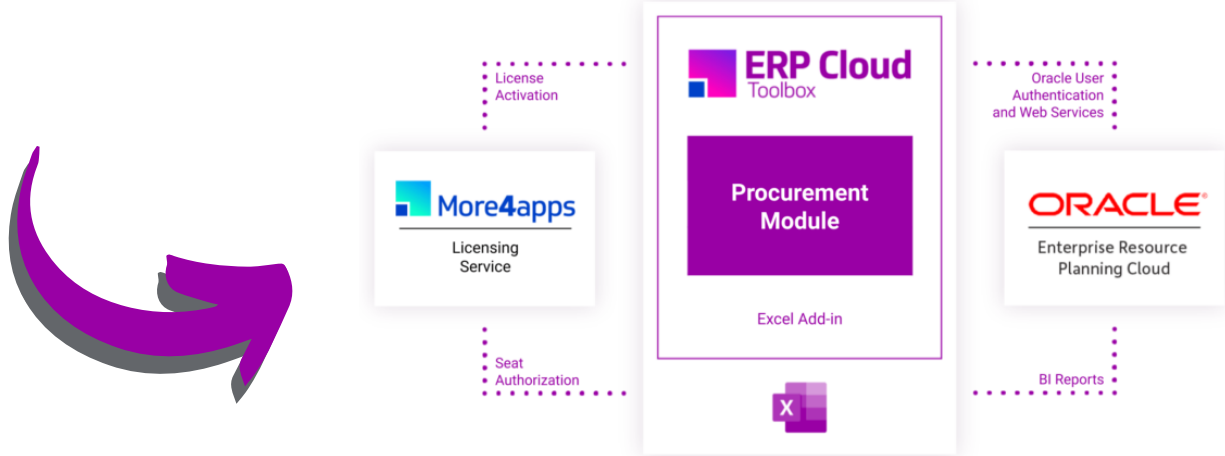 License
Activation
More4apps
Licensing
Service
Seat
Authorization
ERP Cloud
Toolbox
Procurement
Module
Excel Add-in
X
Oracle User
Authentication
and Web Services
ORACLE®
Enterprise Resource
Planning Cloud
BI Reports